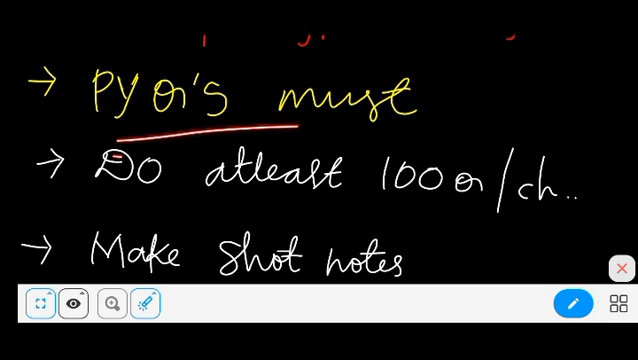 → PYQ's must
→ Do atleast 100 Q/ch..
→ Make shot notes